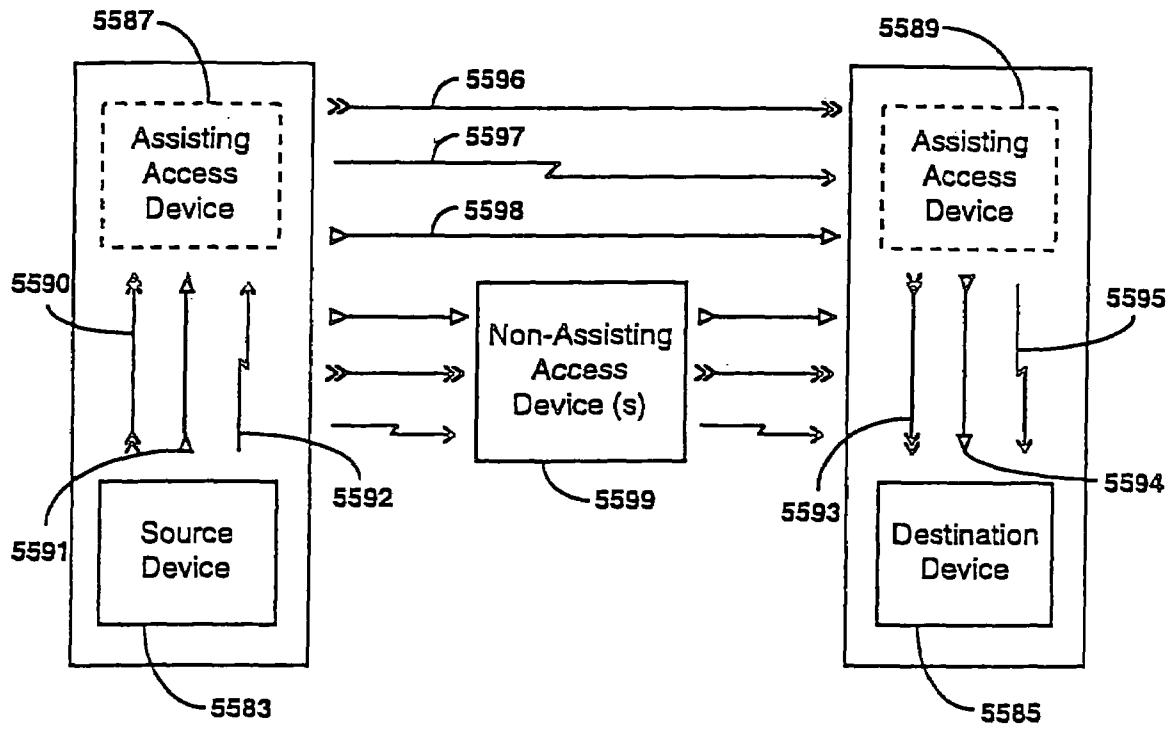 5587
5589
5596
Assisting
Access
Device
5597
Assisting
Access
Device
5598
5590
5595
Non-Assisting
Access
Device (s)
5592
5599
5593
5594
5591
Source
Device
Destination
Device
5583
5585